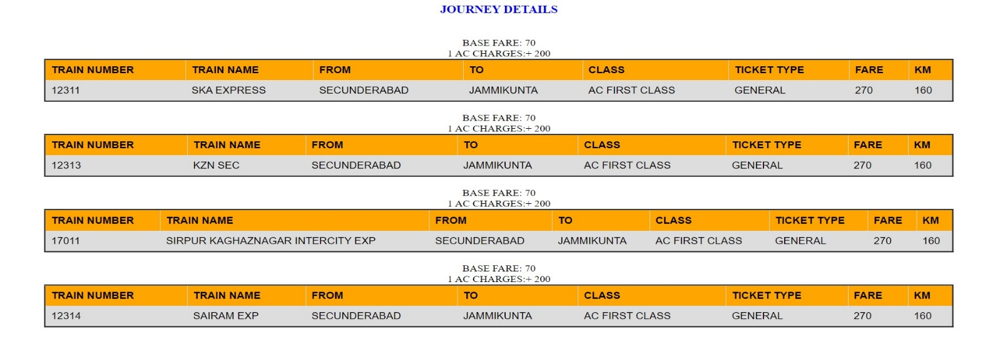 JOURNEY DETAILS
BASE FARE: 70
1 AC CHARGES:+ 200
TRAIN NUMBER TRAIN NAME FROM TO CLASS TICKET TYPE FARE KM
12311 SKA EXPRESS SECUNDERABAD JAMMIKUNTA AC FIRST CLASS GENERAL 270 160
BASE FARE: 70
1 AC CHARGES:+ 200
TRAIN NUMBER TRAIN NAME FROM TO CLASS TICKET TYPE FARE KM
12313 KZN SEC SECUNDERABAD JAMMIKUNTA AC FIRST CLASS GENERAL 270 160
BASE FARE: 70
1 AC CHARGES:+ 200
TRAIN NUMBER TRAIN NAME FROM TO CLASS TICKET TYPE FARE KM
17011 SIRPUR KAGHAZNAGAR INTERCITY EXP SECUNDERABAD JAMMIKUNTA AC FIRST CLASS GENERAL 270 160
BASE FARE: 70
1 AC CHARGES:+ 200
TRAIN NUMBER TRAIN NAME FROM TO CLASS TICKET TYPE FARE KM
12314 SAIRAM EXP SECUNDERABAD JAMMIKUNTA AC FIRST CLASS GENERAL 270 160